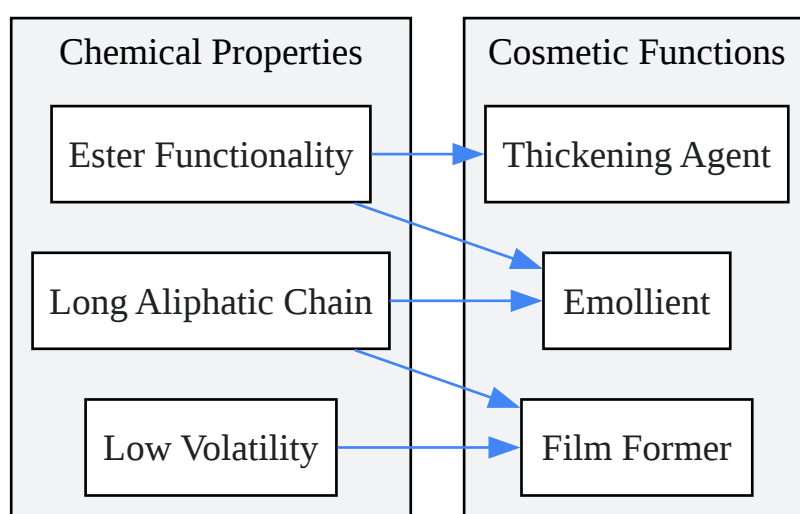 Chemical Properties
Ester Functionality
Long Aliphatic Chain
Low Volatility
Cosmetic Functions
Thickening Agent
Emollient
Film Former